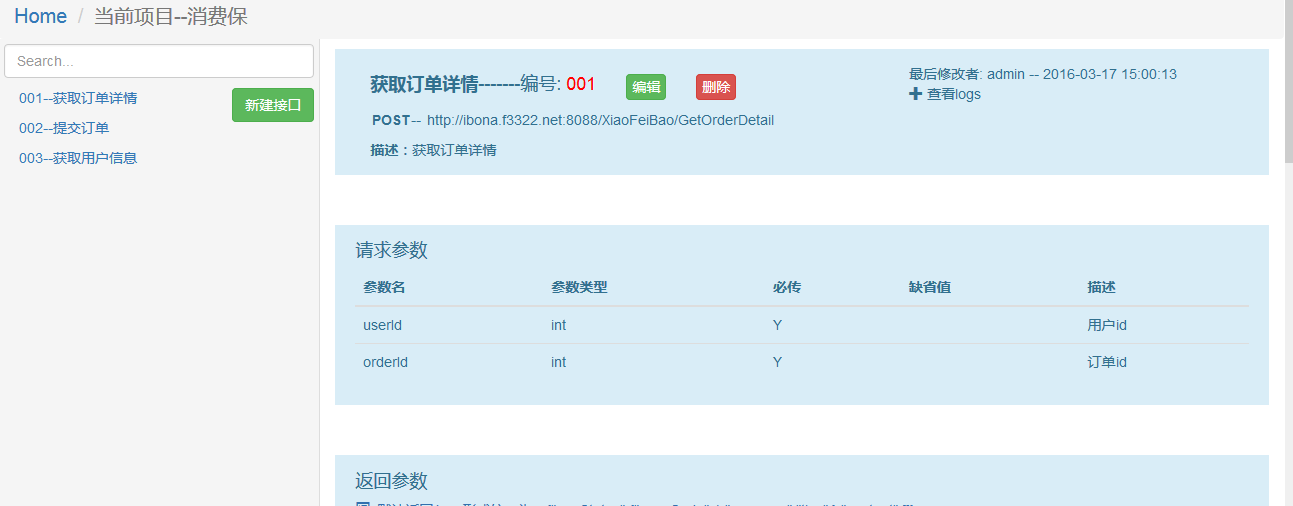 Home / 当前项目--消费保
Search...
新建接口
001--获取订单详情
002--提交订单
003--获取用户信息
获取订单详情-------编号: 001 编辑 删除
最后修改者: admin -- 2016-03-17 15:00:13
查看logs
POST-- http://ibona.f3322.net:8088/XiaoFeiBao/GetOrderDetail
描述：获取订单详情
请求参数
参数名 参数类型 必传 缺省值 描述
userId int Y 用户id
orderId int Y 订单id
返回参数